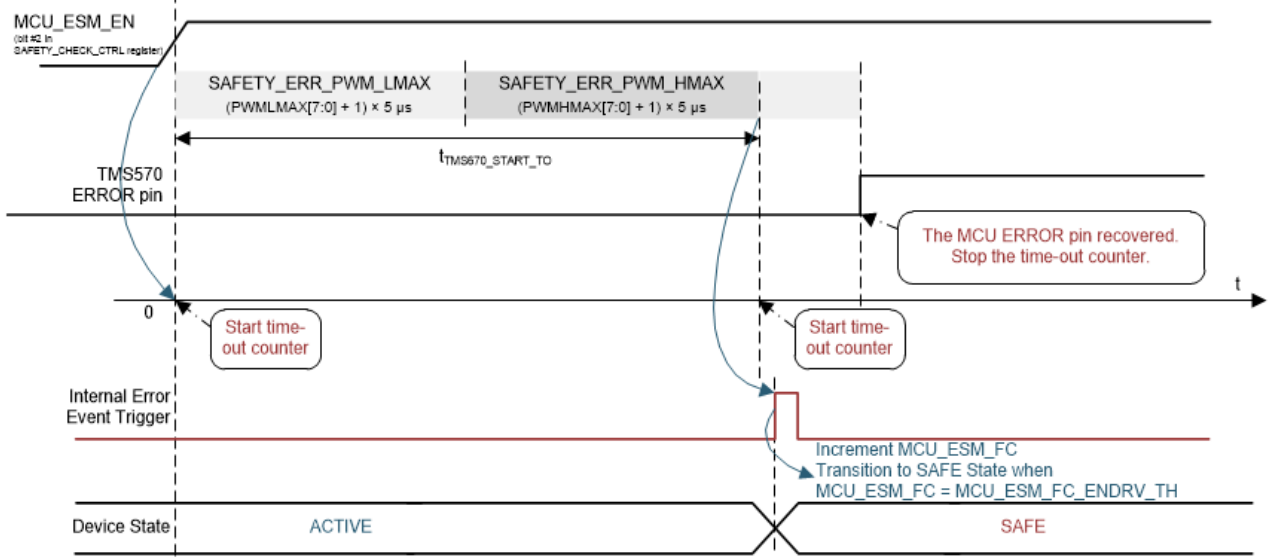 MCU_ESM_EN
(bit #2 in
SAFETY_CHECK_CTRL register)
SAFETY_ERR_PWM_LMAX
(PWMLMAX[7:0] + 1) × 5 µs
SAFETY_ERR_PWM_HMAX
(PWMHMAX[7:0] + 1) × 5 µs
tTMS570_START_TO
TMS570
ERROR pin
The MCU ERROR pin recovered.
Stop the time-out counter.
t
0
Start time-
out counter
Start time-
out counter
Internal Error
Event Trigger
Increment MCU_ESM_FC
Transition to SAFE State when
MCU_ESM_FC = MCU_ESM_FC_ENDRV_TH
Device State
ACTIVE
SAFE